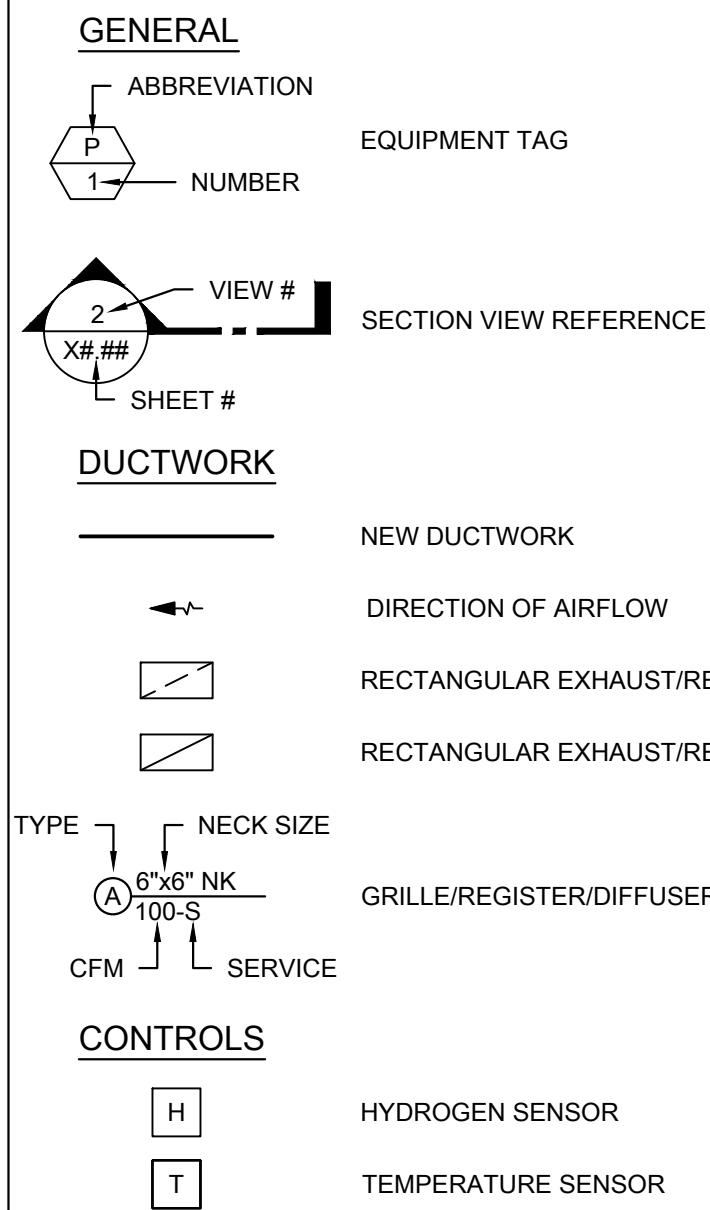 GENERAL
ABBREVIATION
P
EQUIPMENT TAG
1
NUMBER
VIEW #
2
SECTION VIEW REFERENCE
X#.##
SHEET #
DUCTWORK
NEW DUCTWORK
DIRECTION OF AIRFLOW
RECTANGULAR EXHAUST/RE
RECTANGULAR EXHAUST/RE
TYPE NECK SIZE
A 6"x6" NK
GRILLE/REGISTER/DIFFUSER
100-S
CFM SERVICE
CONTROLS
H HYDROGEN SENSOR
T TEMPERATURE SENSOR